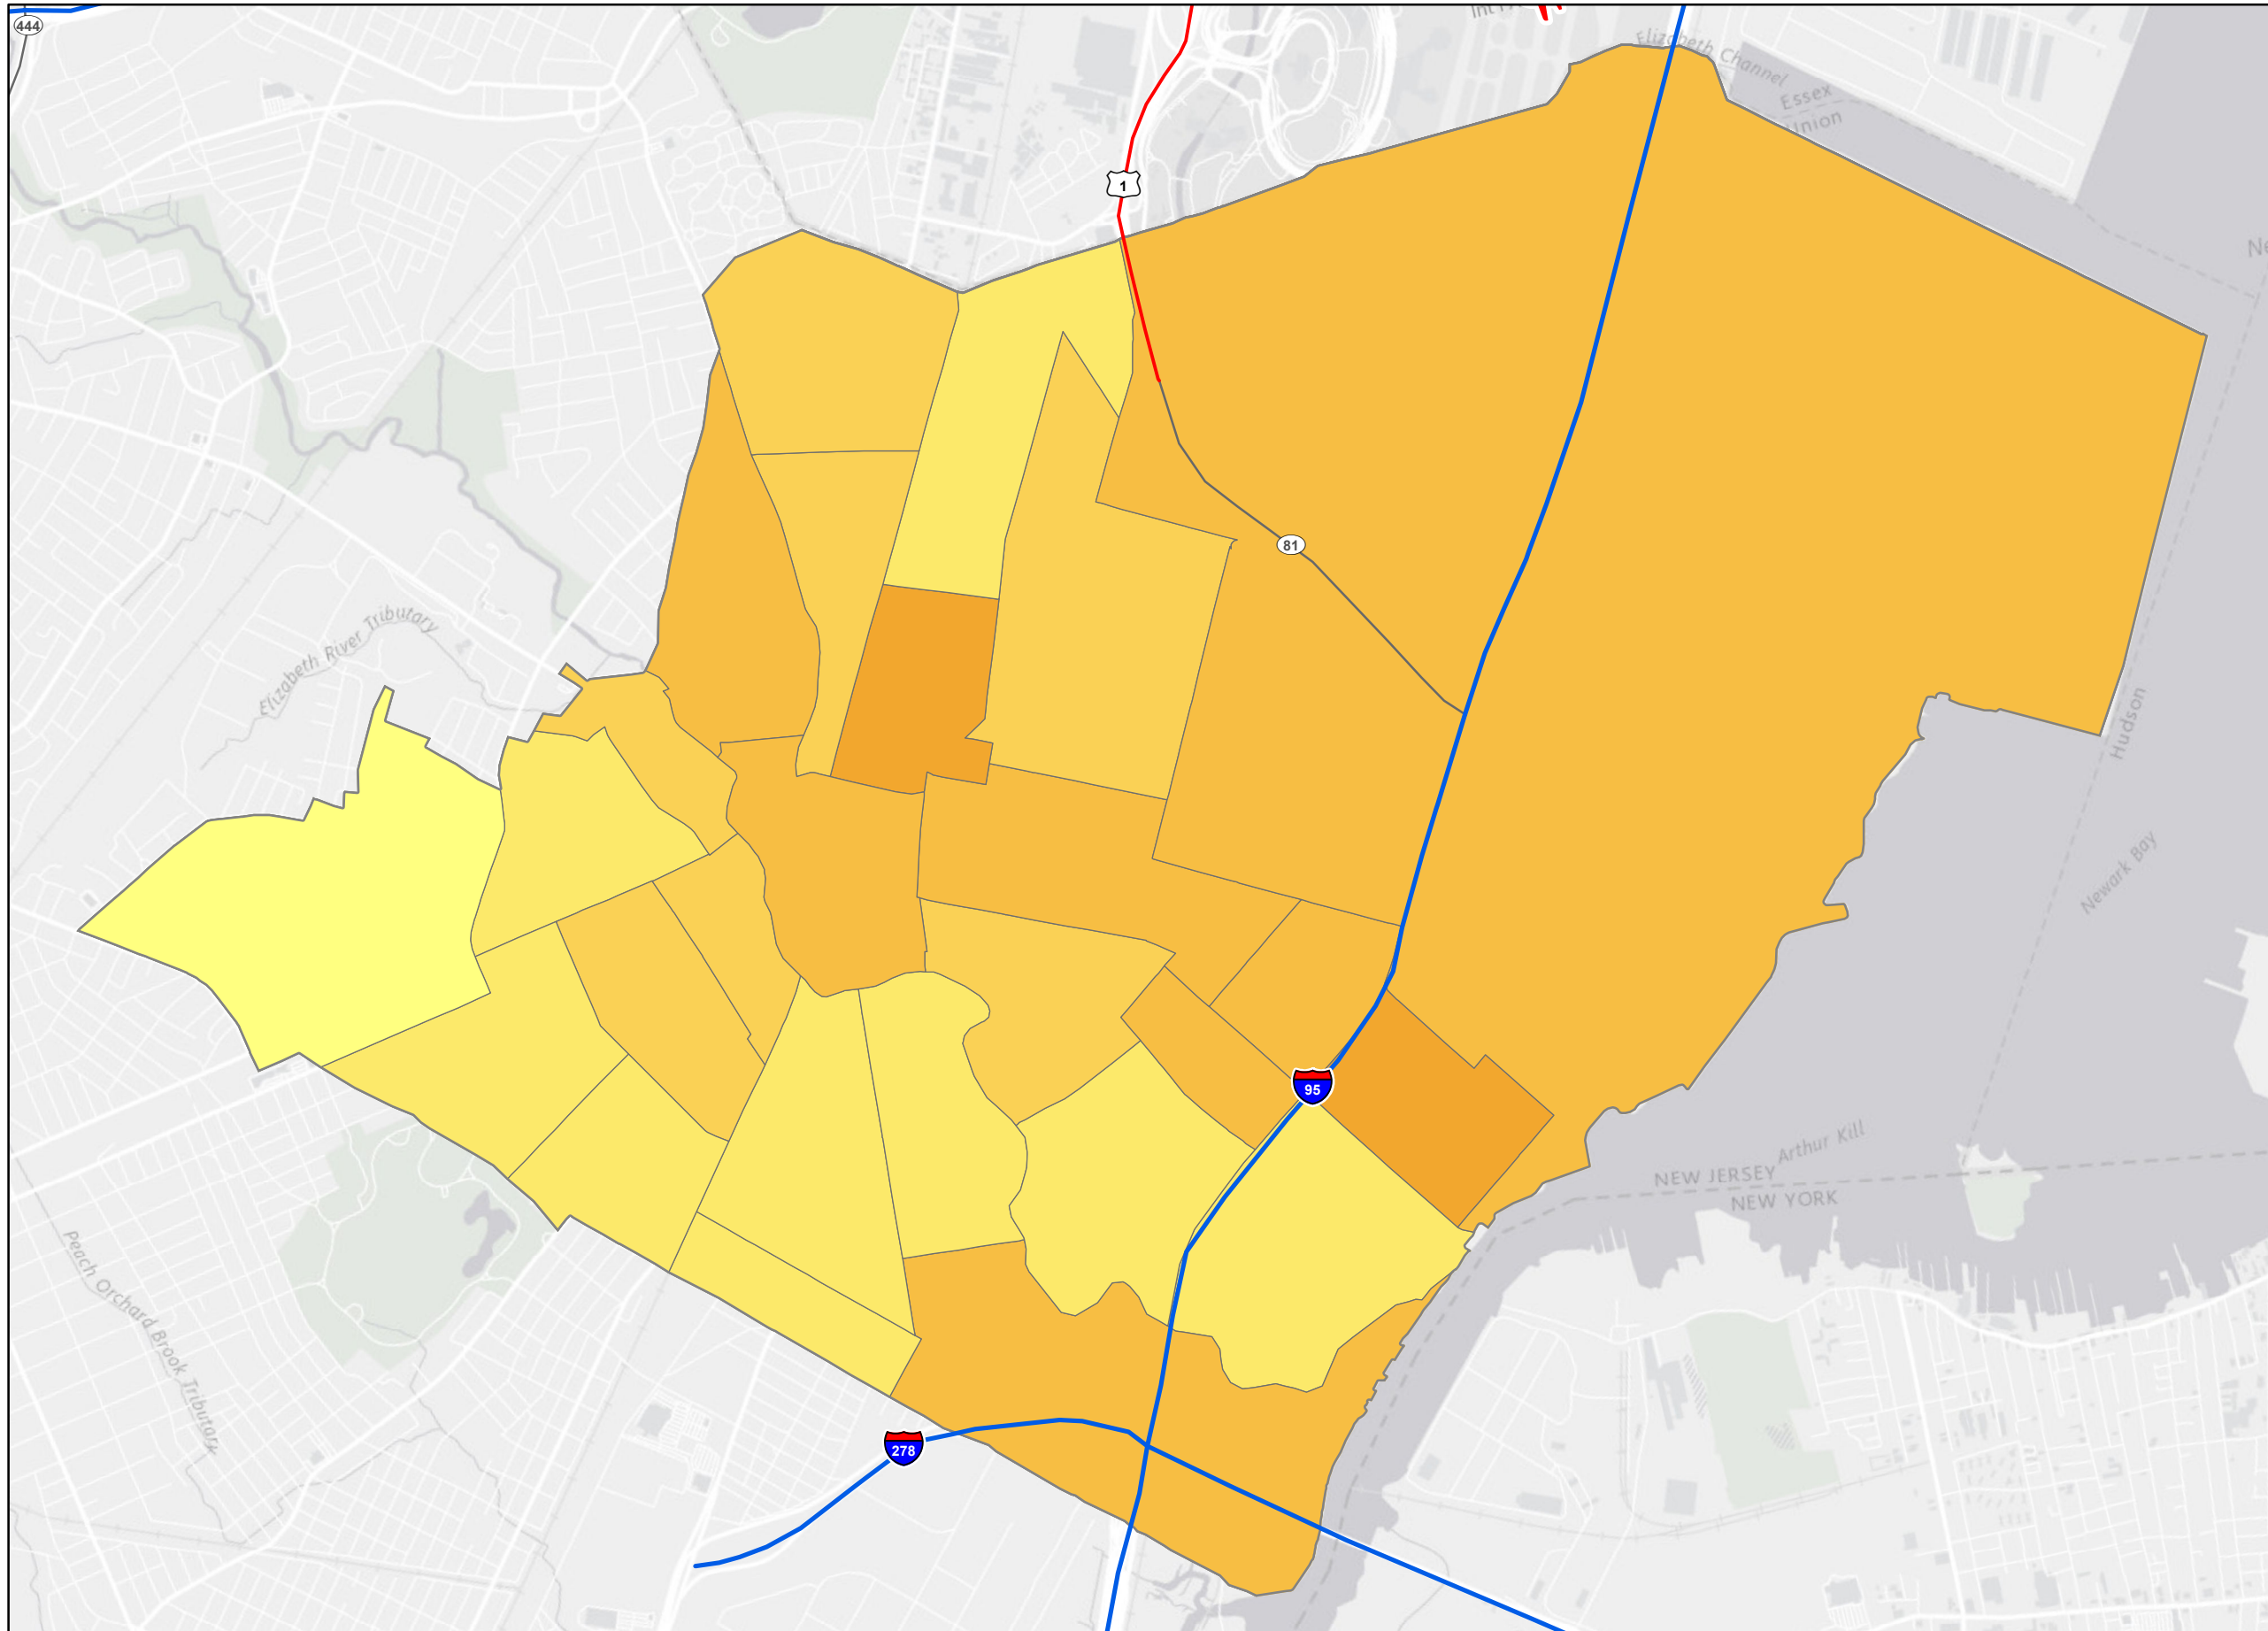 444
Elizabeth Channel
Essex
Union
1
81
Elizabeth River Tributary
Hudson
Newark Bay
95
Arthur Kill
NEW JERSEY
NEW YORK
Peach Orchard Brook Tributary
278